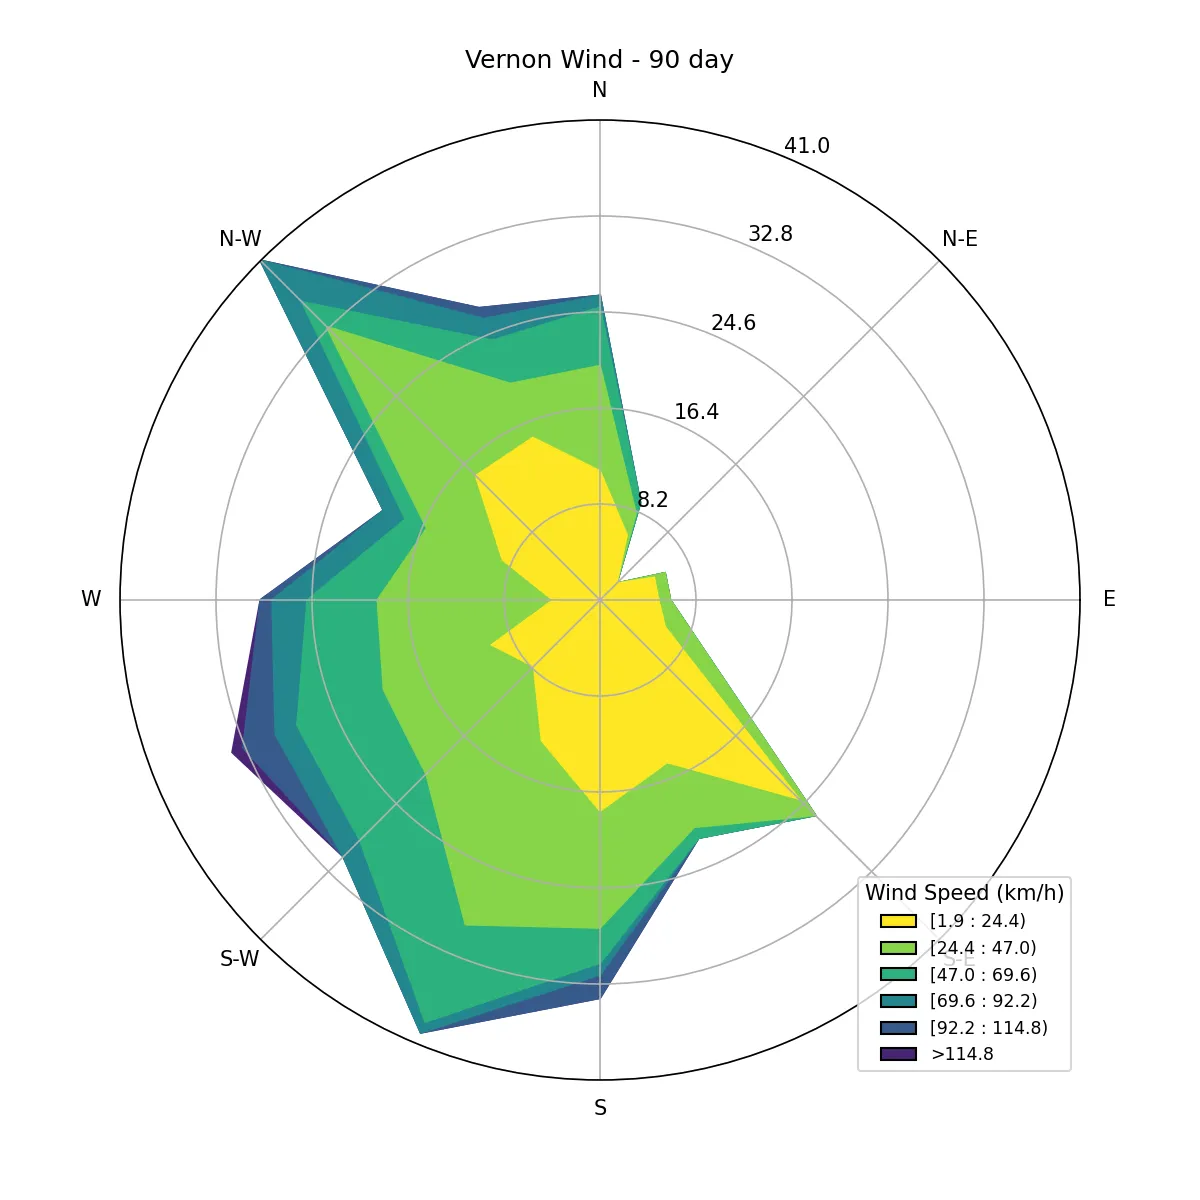 Vernon Wind - 90 day
N
41.0
N-W
32.8
N-E
24.6
16.4
8.2
W
E
Wind Speed (km/h)
[1.9 : 24.4)
[24.4 : 47.0)
S-W
S-E
[47.0 : 69.6)
[69.6 : 92.2)
[92.2 : 114.8)
>114.8
S